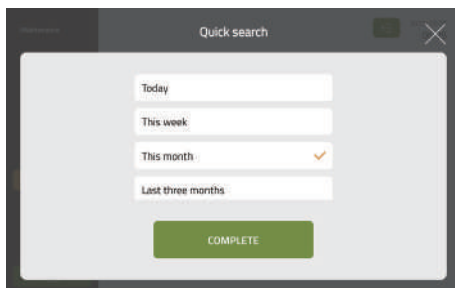 Quick search
Today
This week
This month
Last three months
COMPLETE